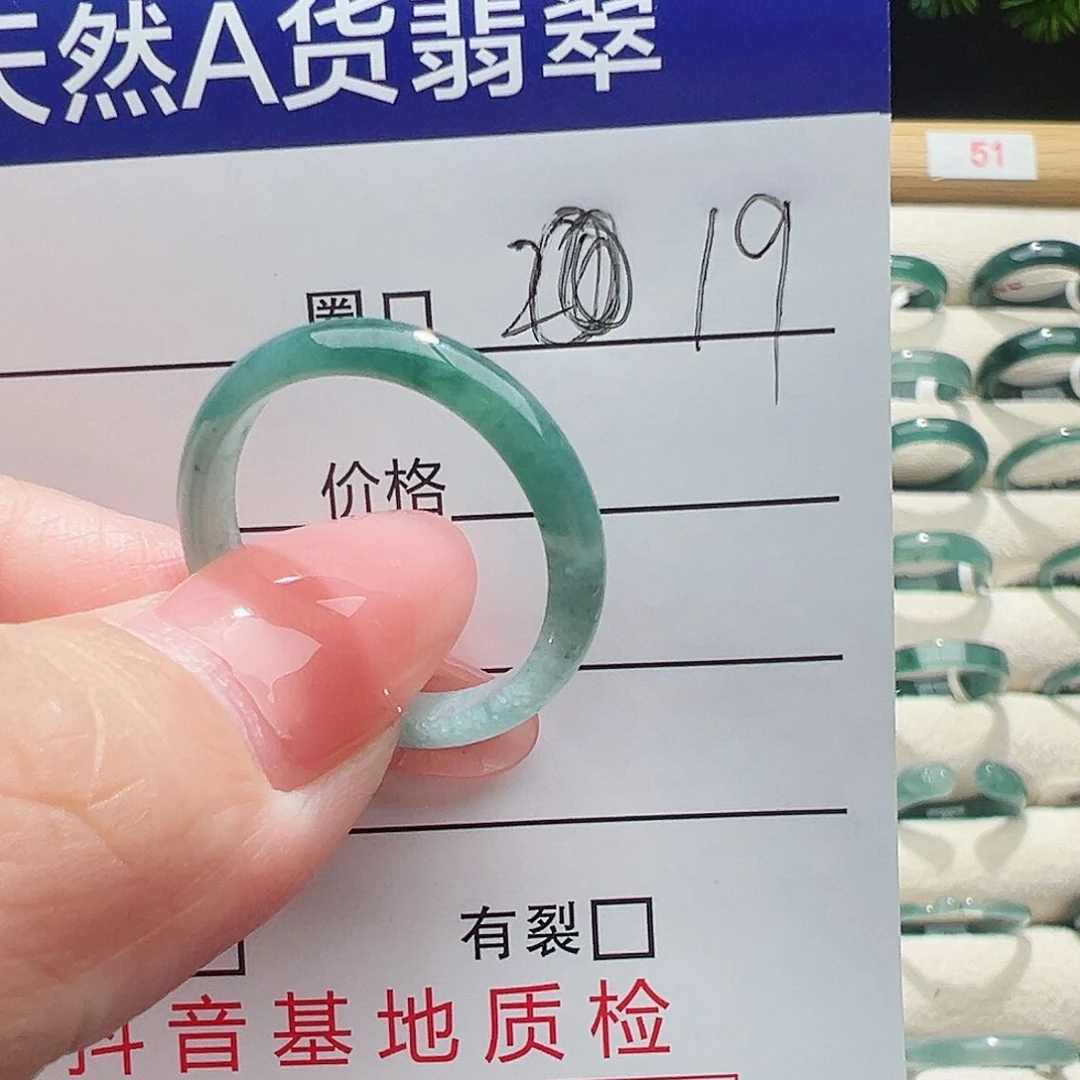 天然A货翡翠
51
圈口 19
价格
有裂□
抖音基地质检